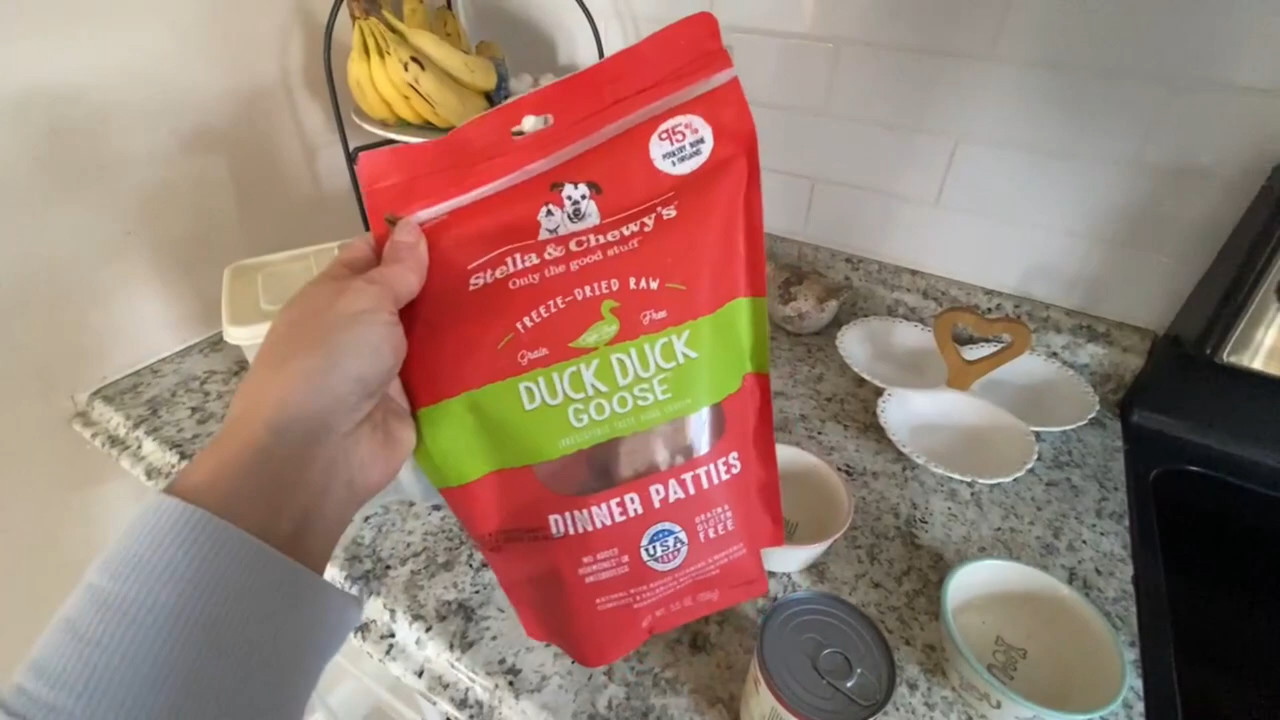 95%
POULTRY, BONE
& ORGANS
Stella & Chewy's
Only the good stuff
FREEZE-DRIED RAW
Grain Free
DUCK DUCK
GOOSE
DINNER PATTIES
NO ADDED
HORMONES OR
ANTIBIOTICS
USA
GRAIN &
GLUTEN
FREE